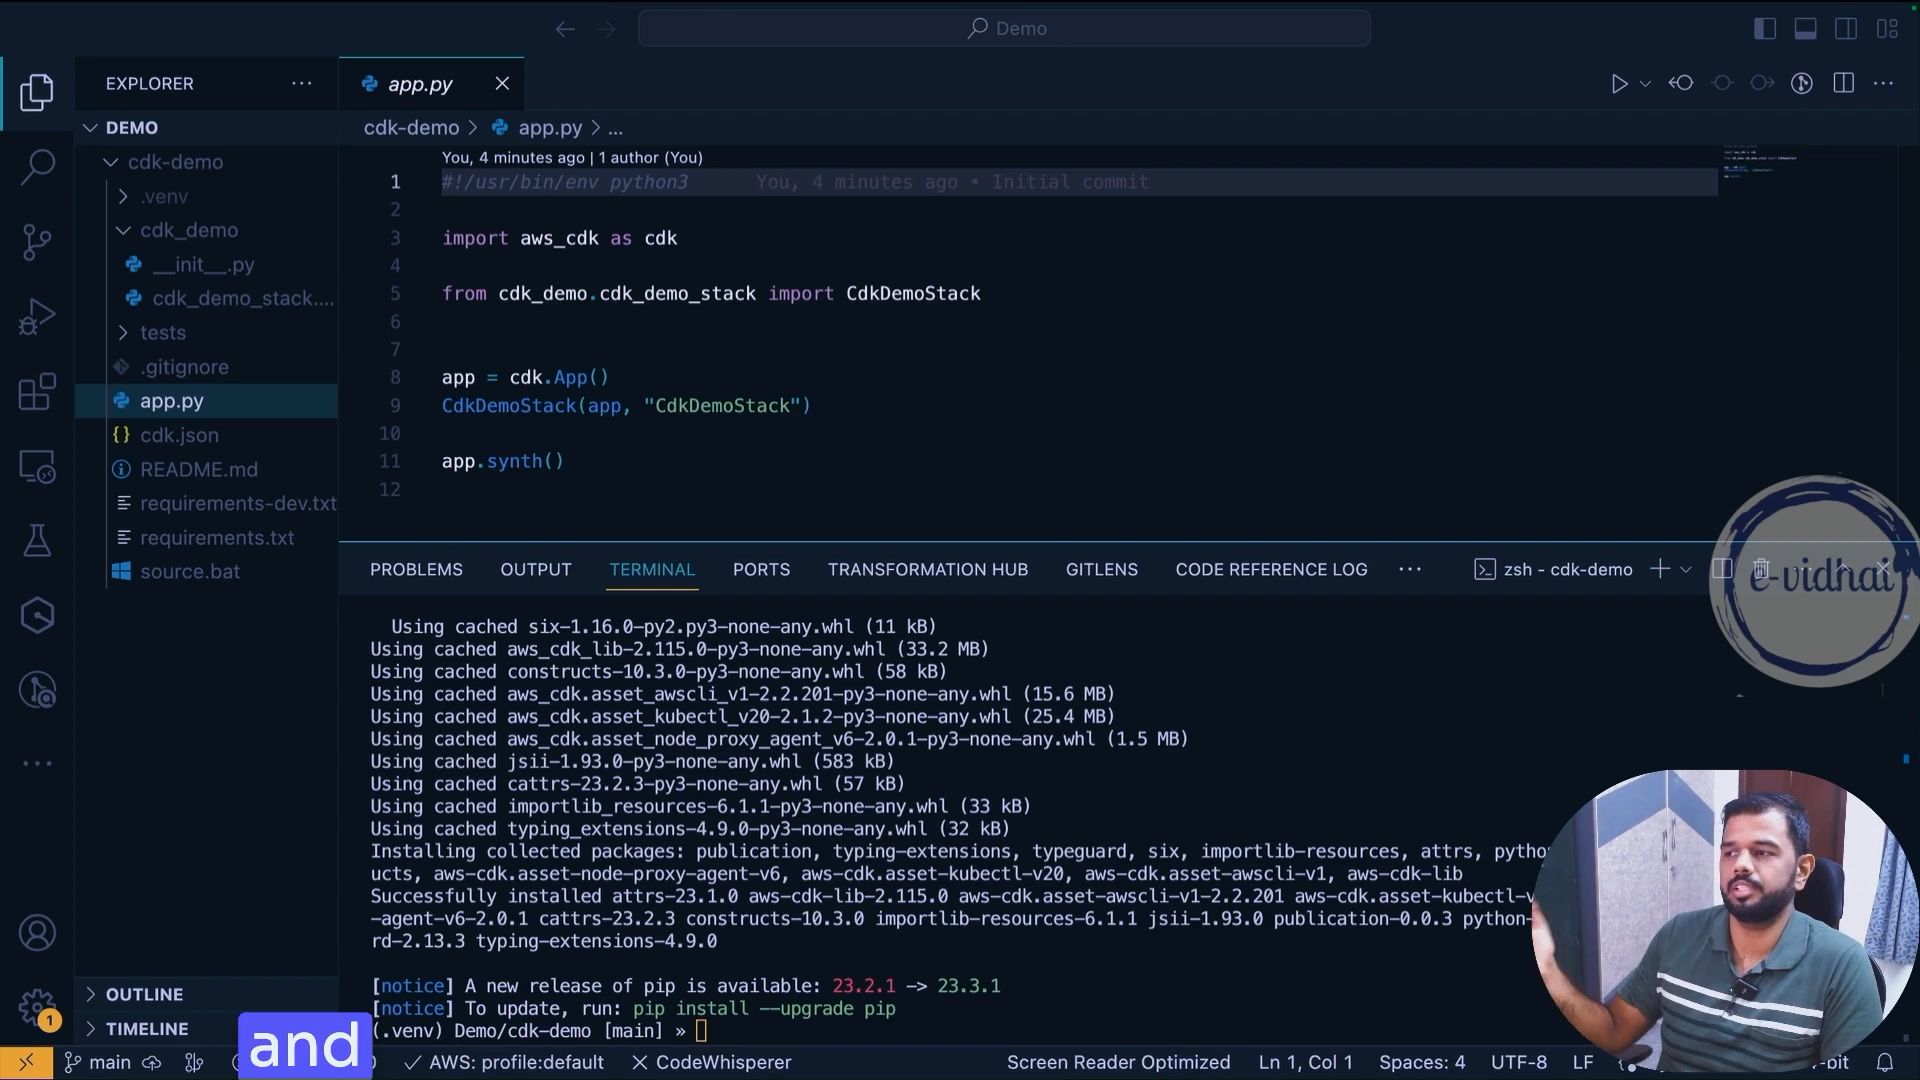 Demo
EXPLORER
app.py
DEMO
cdk-demo > app.py > ...
cdk-demo
.venv
cdk_demo
__init__.py
cdk_demo_stack....
tests
.gitignore
app.py
cdk.json
README.md
requirements-dev.txt
requirements.txt
source.bat
OUTLINE
TIMELINE
You, 4 minutes ago | 1 author (You)
1 #!/usr/bin/env python3 You, 4 minutes ago • Initial commit
2
3 import aws_cdk as cdk
4
5 from cdk_demo.cdk_demo_stack import CdkDemoStack
6
7
8 app = cdk.App()
9 CdkDemoStack(app, "CdkDemoStack")
10
11 app.synth()
12
PROBLEMS OUTPUT TERMINAL PORTS TRANSFORMATION HUB GITLENS CODE REFERENCE LOG ... zsh - cdk-demo
e-vidhai
Using cached six-1.16.0-py2.py3-none-any.whl (11 kB)
Using cached aws_cdk_lib-2.115.0-py3-none-any.whl (33.2 MB)
Using cached constructs-10.3.0-py3-none-any.whl (58 kB)
Using cached aws_cdk.asset_awscli_v1-2.2.201-py3-none-any.whl (15.6 MB)
Using cached aws_cdk.asset_kubectl_v20-2.1.2-py3-none-any.whl (25.4 MB)
Using cached aws_cdk.asset_node_proxy_agent_v6-2.0.1-py3-none-any.whl (1.5 MB)
Using cached jsii-1.93.0-py3-none-any.whl (583 kB)
Using cached cattrs-23.2.3-py3-none-any.whl (57 kB)
Using cached importlib_resources-6.1.1-py3-none-any.whl (33 kB)
Using cached typing_extensions-4.9.0-py3-none-any.whl (32 kB)
Installing collected packages: publication, typing-extensions, typeguard, six, importlib-resources, attrs, pytho
ucts, aws-cdk.asset-node-proxy-agent-v6, aws-cdk.asset-kubectl-v20, aws-cdk.asset-awscli-v1, aws-cdk-lib
Successfully installed attrs-23.1.0 aws-cdk-lib-2.115.0 aws-cdk.asset-awscli-v1-2.2.201 aws-cdk.asset-kubectl-v
-agent-v6-2.0.1 cattrs-23.2.3 constructs-10.3.0 importlib-resources-6.1.1 jsii-1.93.0 publication-0.0.3 python-
rd-2.13.3 typing-extensions-4.9.0
[notice] A new release of pip is available: 23.2.1 -> 23.3.1
[notice] To update, run: pip install --upgrade pip
(.venv) Demo/cdk-demo [main] »
1
and
main AWS: profile:default CodeWhisperer Screen Reader Optimized Ln 1, Col 1 Spaces: 4 UTF-8 LF -bit